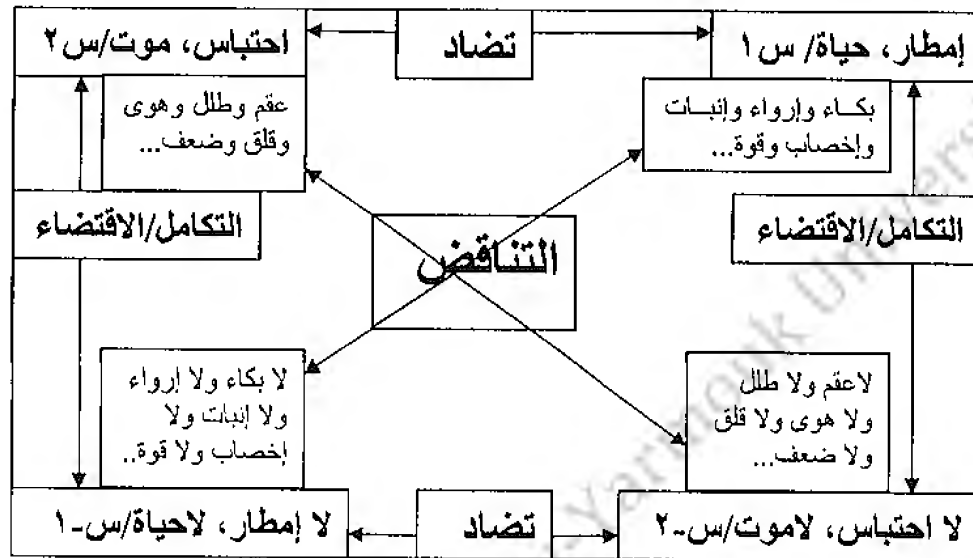 إمطار، حياة/ س١
تضاد
احتباس، موت/س٢
بكاء وإرواء وإنبات
وإخصاب وقوة...
عقم وطلل وهوى
وقلق وضعف...
التكامل/الاقتضاء
التناقض
التكامل/الاقتضاء
لاعقم ولا طلل
ولا هوى ولا قلق
ولا ضعف...
لا بكاء ولا إرواء
ولا إنبات ولا
إخصاب ولا قوة..
لا احتباس، لاموت/س-٢
تضاد
لا إمطار، لاحياة/س-١
Yarmouk Univers